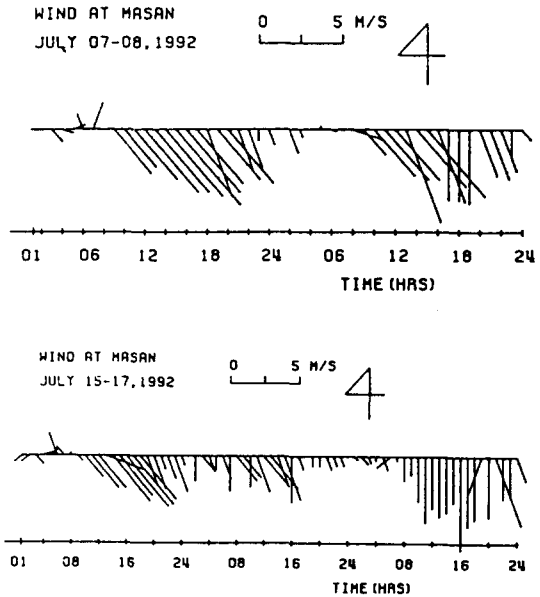 WIND AT MASAN
JULY 07-08,1992
0 5 M/S
01 06 12 18 24 06 12 18 24
TIME (HRS)
WIND AT MASAN
JULY 15-17,1992
0 5 M/S
01 08 16 24 08 16 24 08 16 24
TIME (HRS)